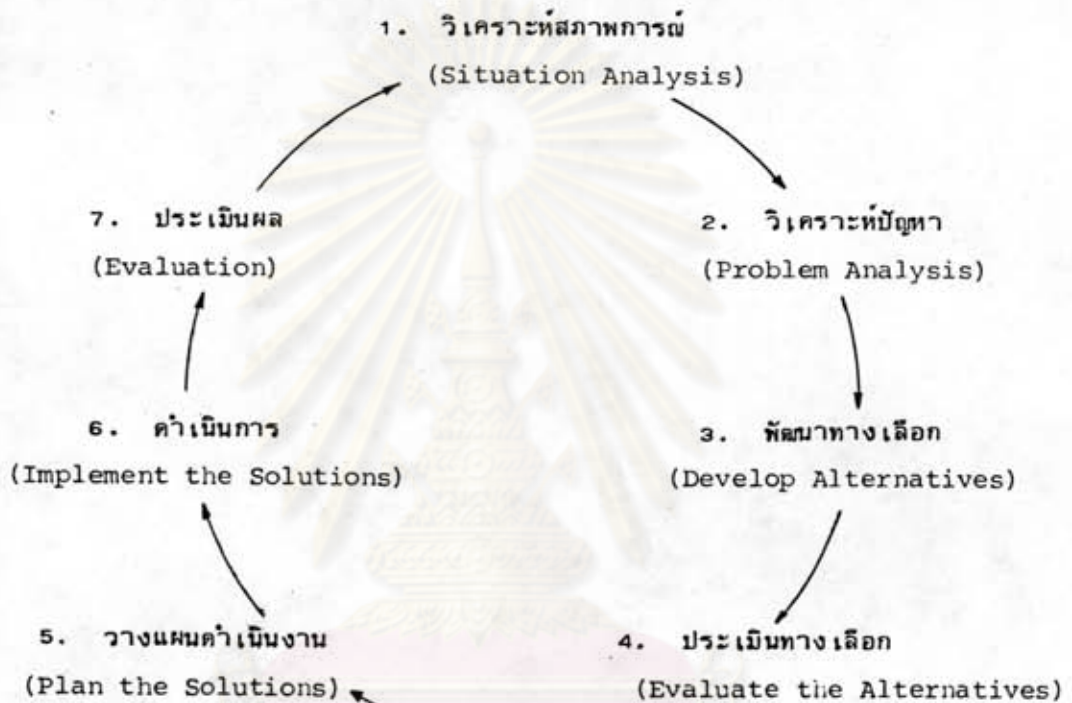 1. วิเคราะห์สภาพการณ์
(Situation Analysis)
2. วิเคราะห์ปัญหา
(Problem Analysis)
3. พัฒนาทางเลือก
(Develop Alternatives)
4. ประเมินทางเลือก
(Evaluate the Alternatives)
5. วางแผนดำเนินงาน
(Plan the Solutions)
6. ดำเนินการ
(Implement the Solutions)
7. ประเมินผล
(Evaluation)